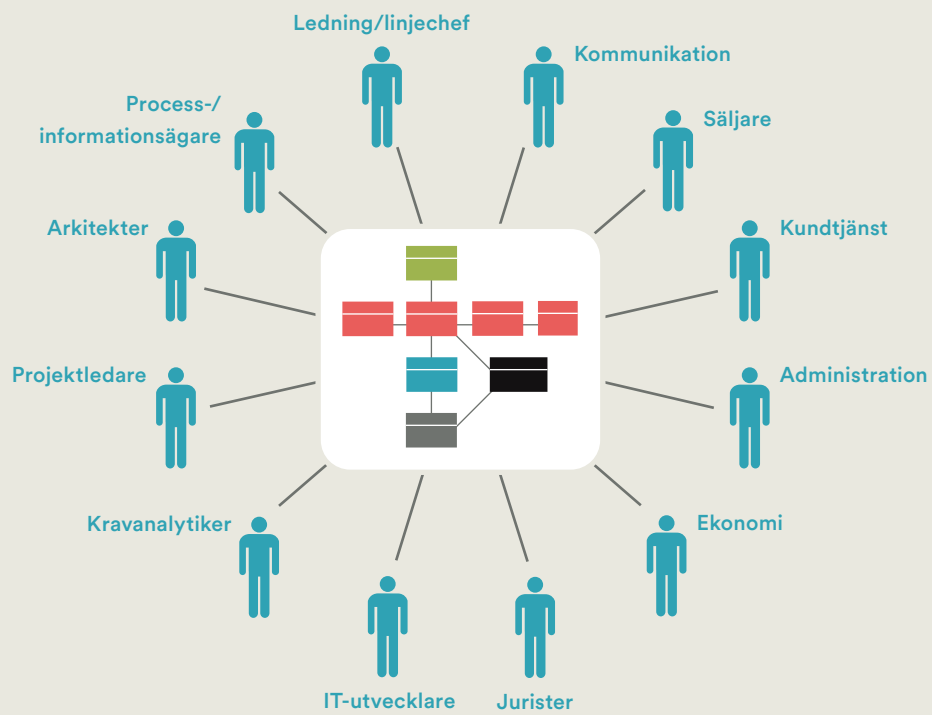 Ledning/linjechef
Kommunikation
Process-/
informationsägare
Säljare
Arkitekter
Kundtjänst
Projektledare
Administration
Kravanalytiker
Ekonomi
IT-utvecklare
Jurister